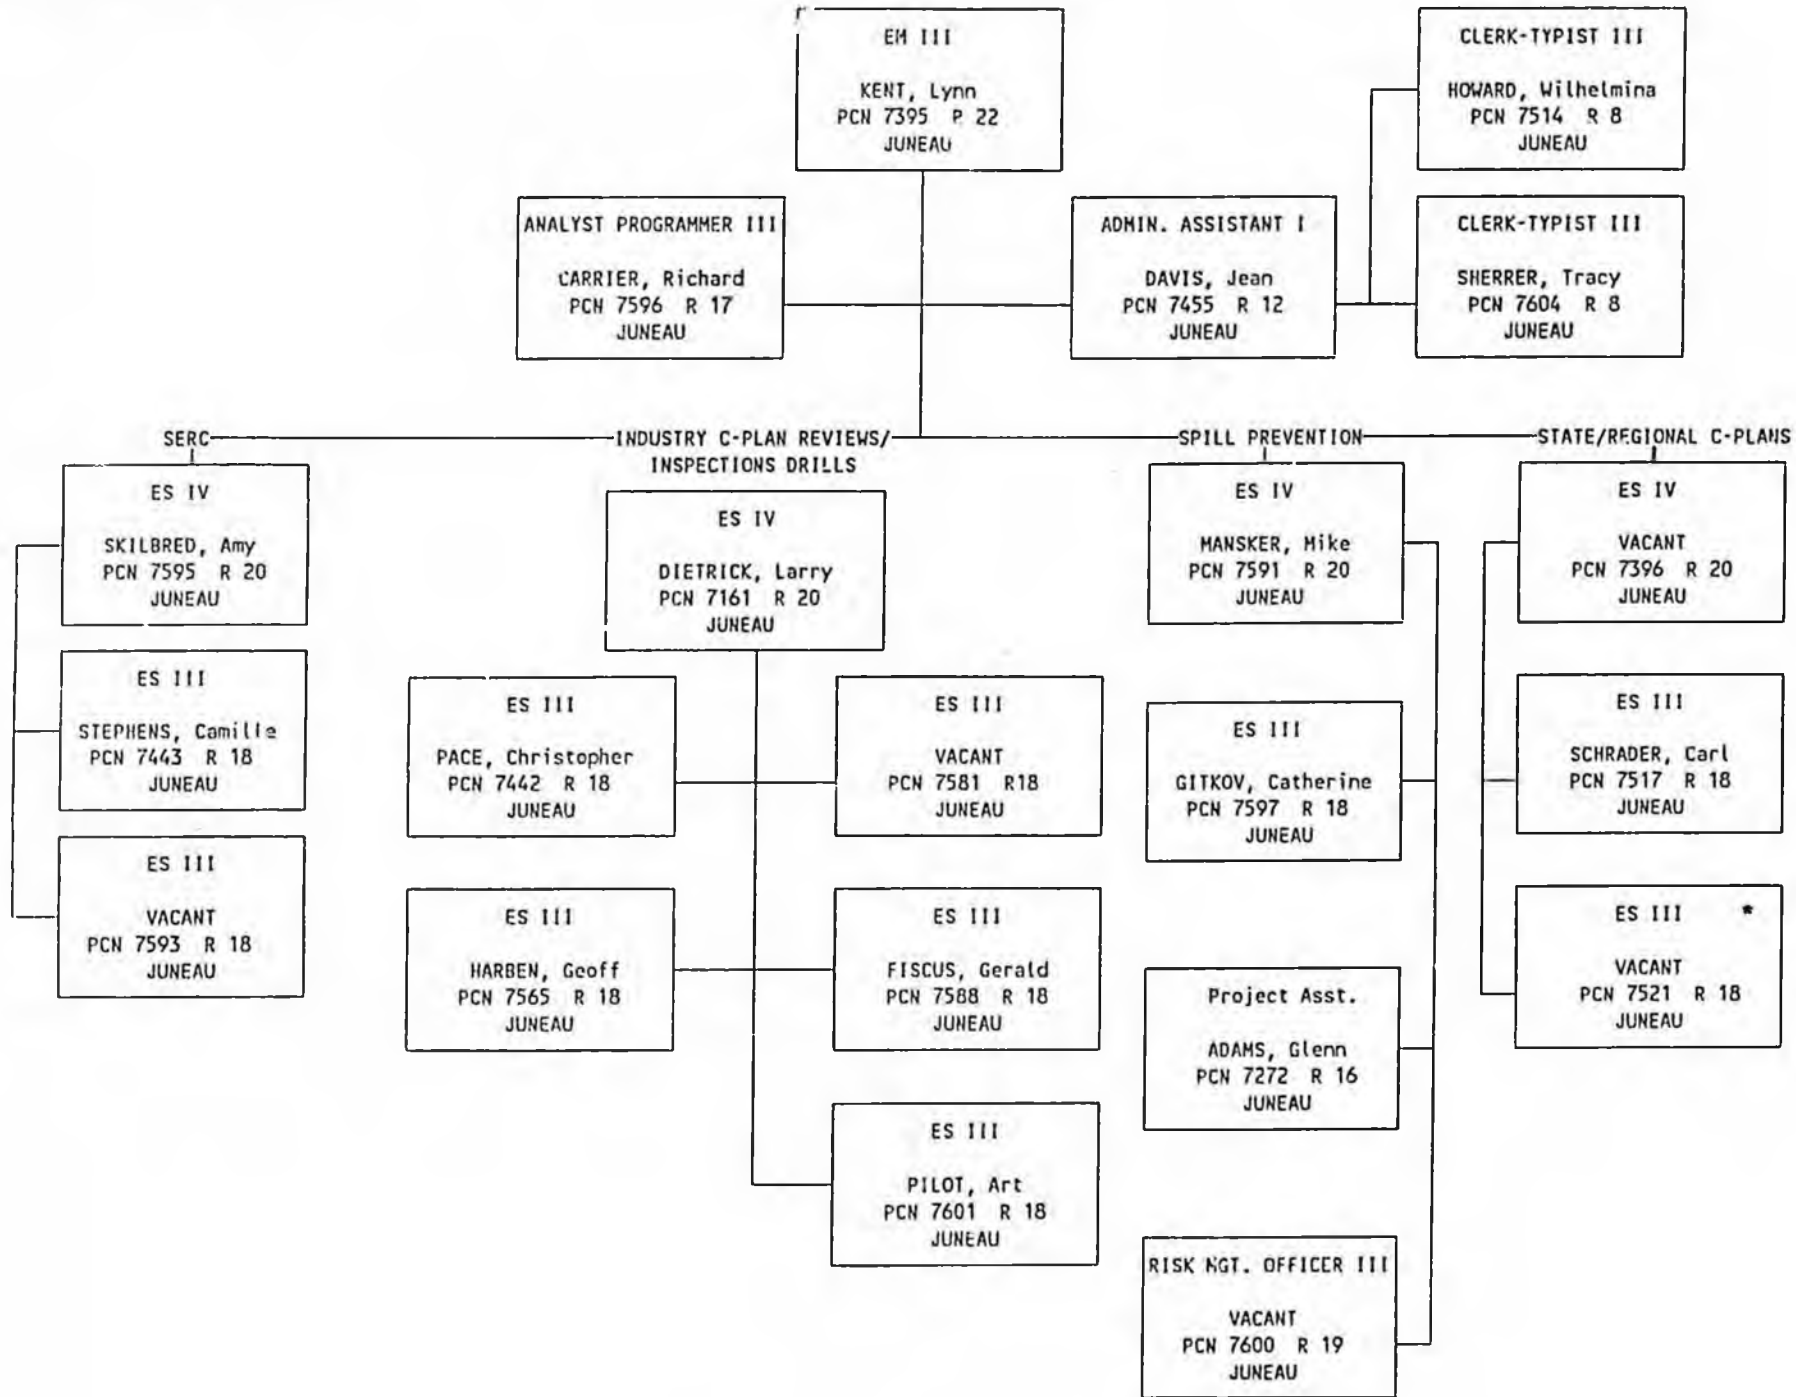 EM III
KENT, Lynn
PCN 7395 R 22
JUNEAU
CLERK-TYPIST III
HOWARD, Wilhelmina
PCN 7514 R 8
JUNEAU
ANALYST PROGRAMMER III
CARRIER, Richard
PCN 7596 R 17
JUNEAU
ADMIN. ASSISTANT I
DAVIS, Jean
PCN 7455 R 12
JUNEAU
CLERK-TYPIST III
SHERRER, Tracy
PCN 7604 R 8
JUNEAU
SERC
ES IV
SKILBRED, Amy
PCN 7595 R 20
JUNEAU
ES III
STEPHENS, Camille
PCN 7443 R 18
JUNEAU
ES III
VACANT
PCN 7593 R 18
JUNEAU
INDUSTRY C-PLAN REVIEWS/
INSPECTIONS DRILLS
ES IV
DIETRICK, Larry
PCN 7161 R 20
JUNEAU
ES III
PACE, Christopher
PCN 7442 R 18
JUNEAU
ES III
VACANT
PCN 7581 R18
JUNEAU
ES III
HARBEN, Geoff
PCN 7565 R 18
JUNEAU
ES III
FISCUS, Gerald
PCN 7588 R 18
JUNEAU
ES III
PILOT, Art
PCN 7601 R 18
JUNEAU
SPILL PREVENTION
ES IV
MANSKER, Mike
PCN 7591 R 20
JUNEAU
ES III
GITKOV, Catherine
PCN 7597 R 18
JUNEAU
Project Asst.
ADAMS, Glenn
PCN 7272 R 16
JUNEAU
RISK MGT. OFFICER III
VACANT
PCN 7600 R 19
JUNEAU
STATE/REGIONAL C-PLANS
ES IV
VACANT
PCN 7396 R 20
JUNEAU
ES III
SCHRADER, Carl
PCN 7517 R 18
JUNEAU
ES III *
VACANT
PCN 7521 R 18
JUNEAU